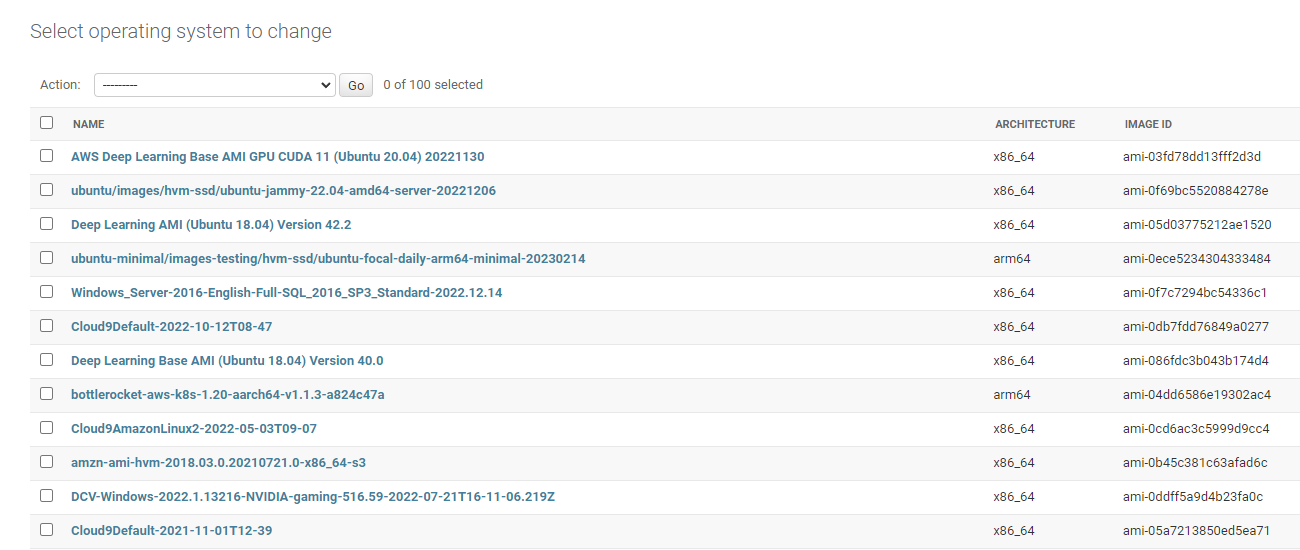 Select operating system to change
Action: --------- Go 0 of 100 selected
NAME ARCHITECTURE IMAGE ID
AWS Deep Learning Base AMI GPU CUDA 11 (Ubuntu 20.04) 20221130 x86_64 ami-03fd78dd13fff2d3d
ubuntu/images/hvm-ssd/ubuntu-jammy-22.04-amd64-server-20221206 x86_64 ami-0f69bc5520884278e
Deep Learning AMI (Ubuntu 18.04) Version 42.2 x86_64 ami-05d03775212ae1520
ubuntu-minimal/images-testing/hvm-ssd/ubuntu-focal-daily-arm64-minimal-20230214 arm64 ami-0ece5234304333484
Windows_Server-2016-English-Full-SQL_2016_SP3_Standard-2022.12.14 x86_64 ami-0f7c7294bc54336c1
Cloud9Default-2022-10-12T08-47 x86_64 ami-0db7fdd76849a0277
Deep Learning Base AMI (Ubuntu 18.04) Version 40.0 x86_64 ami-086fdc3b043b174d4
bottlerocket-aws-k8s-1.20-aarch64-v1.1.3-a824c47a arm64 ami-04dd6586e19302ac4
Cloud9AmazonLinux2-2022-05-03T09-07 x86_64 ami-0cd6ac3c5999d9cc4
amzn-ami-hvm-2018.03.0.20210721.0-x86_64-s3 x86_64 ami-0b45c381c63afad6c
DCV-Windows-2022.1.13216-NVIDIA-gaming-516.59-2022-07-21T16-11-06.219Z x86_64 ami-0ddff5a9d4b23fa0c
Cloud9Default-2021-11-01T12-39 x86_64 ami-05a7213850ed5ea71